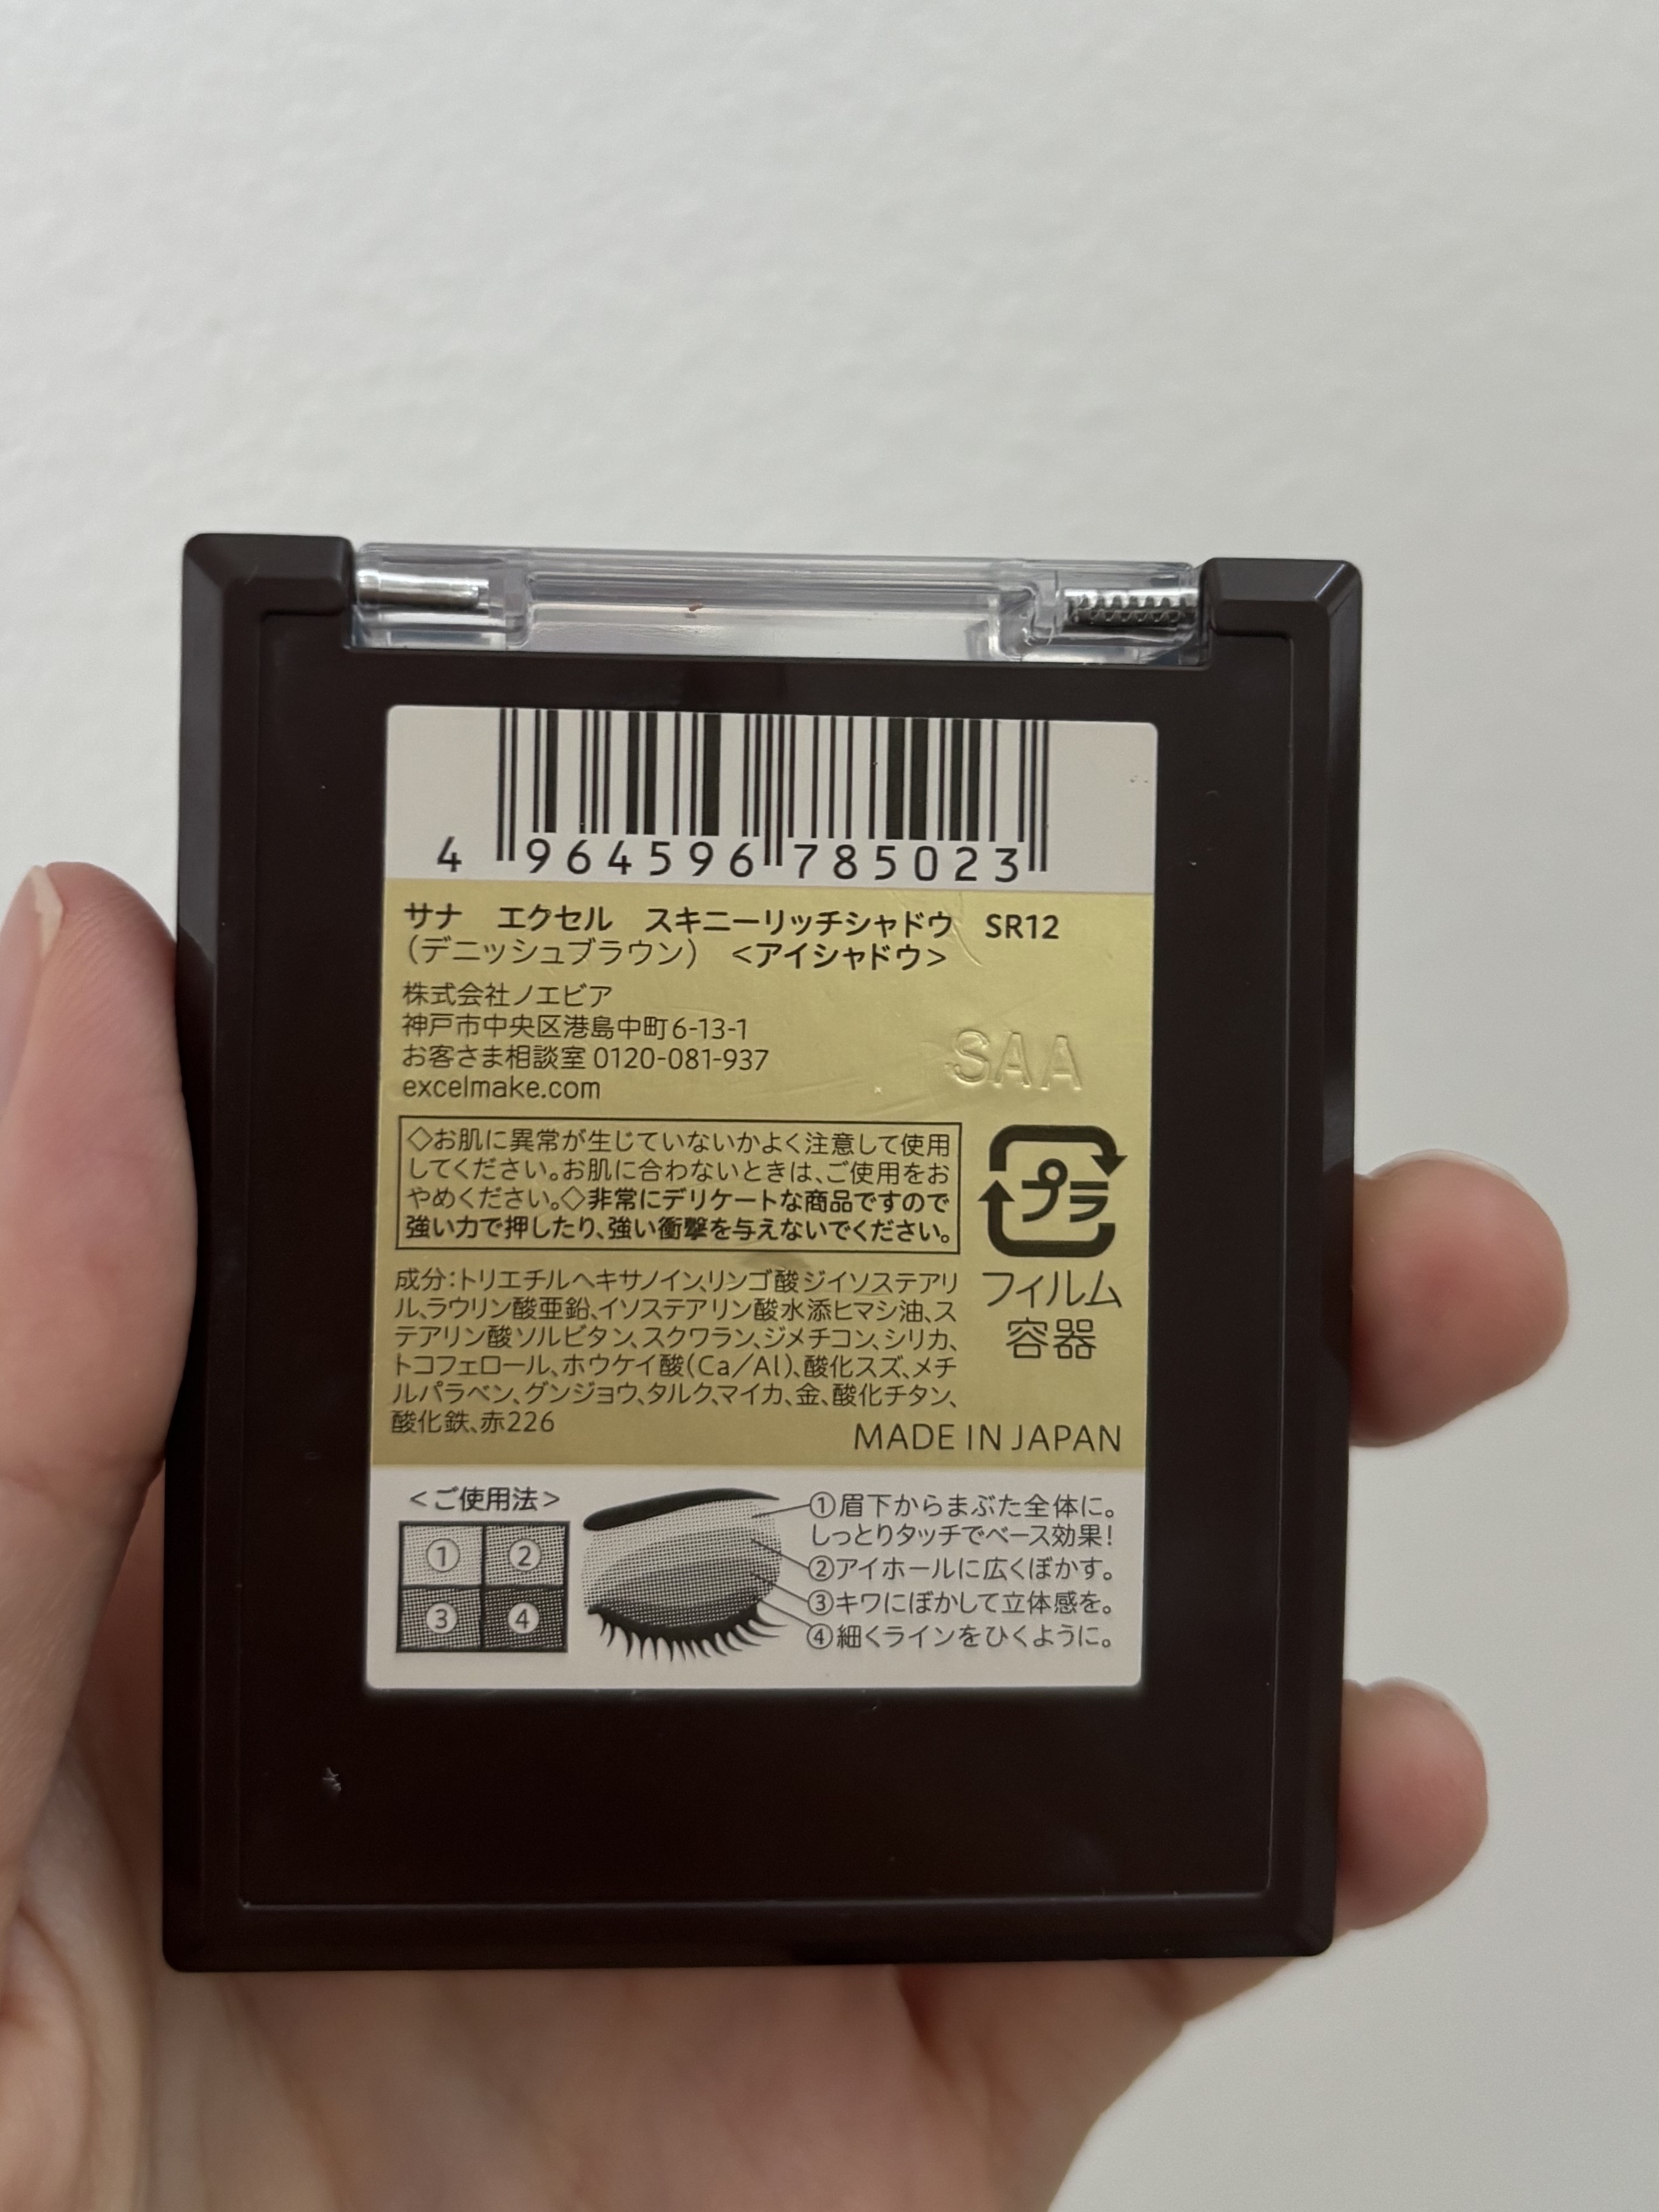 4 964596 785023
サナ　エクセル　スキニーリッチシャドウ　SR12
（デニッシュブラウン）　＜アイシャドウ＞
株式会社ノエビア
神戸市中央区港島中町6-13-1
お客さま相談室 0120-081-937
excelmake.com
SAA
◇お肌に異常が生じていないかよく注意して使用
してください。お肌に合わないときは、ご使用をお
やめください。◇非常にデリケートな商品ですので
強い力で押したり、強い衝撃を与えないでください。
プラ
フィルム
容器
成分：トリエチルヘキサノイン、リンゴ酸ジイソステアリ
ル、ラウリン酸亜鉛、イソステアリン酸水添ヒマシ油、ス
テアリン酸ソルビタン、スクワラン、ジメチコン、シリカ、
トコフェロール、ホウケイ酸(Ca/Al)、酸化スズ、メチ
ルパラベン、グンジョウ、タルク、マイカ、金、酸化チタン、
酸化鉄、赤226
MADE IN JAPAN
＜ご使用法＞
① ②
③ ④
①眉下からまぶた全体に。
しっとりタッチでベース効果！
②アイホールに広くぼかす。
③キワにぼかして立体感を。
④細くラインをひくように。